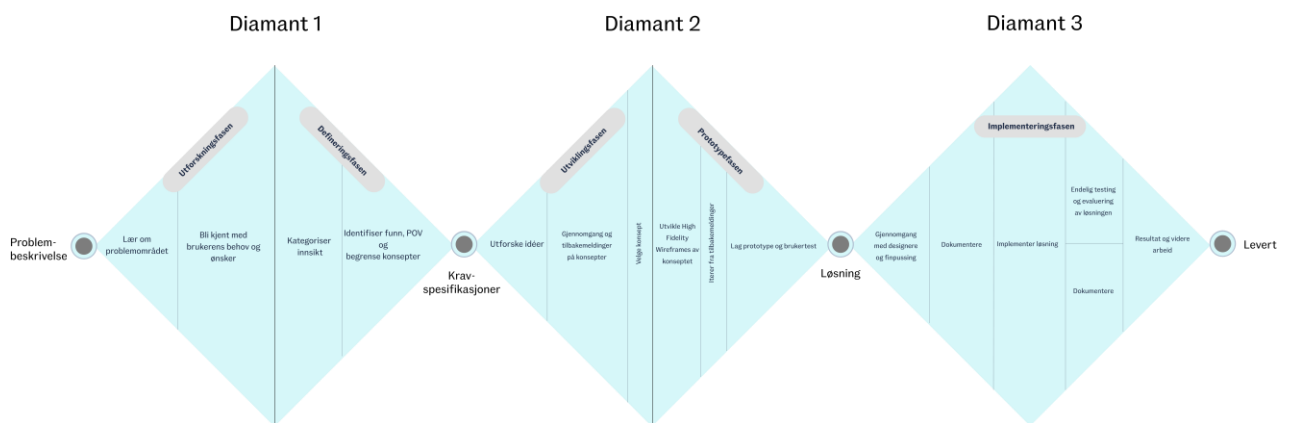 Diamant 1
Diamant 2
Diamant 3
Utforskningsfasen
Defineringsfasen
Utviklingsfasen
Prototypefasen
Implementeringsfasen
Problem-
beskrivelse
Lær om
problemområdet
Bli kjent med
brukerens behov og
ønsker
Kategoriser
innsikt
Identifiser funn, POV
og
begrense konsepter
Krav-
spesifikasjoner
Utforske idéer
Gjennomgang og
tilbakemeldinger
på konsepter
Velge konsept
Utvikle High
Fidelity
Wireframes av
konseptet
Iterer fra tilbakemeldinger
Lag prototype og brukertest
Løsning
Gjennomgang
med designere
og finpussing
Dokumentere
Implementer løsning
Endelig testing
og evaluering
av løsningen
Dokumentere
Resultat og videre
arbeid
Levert